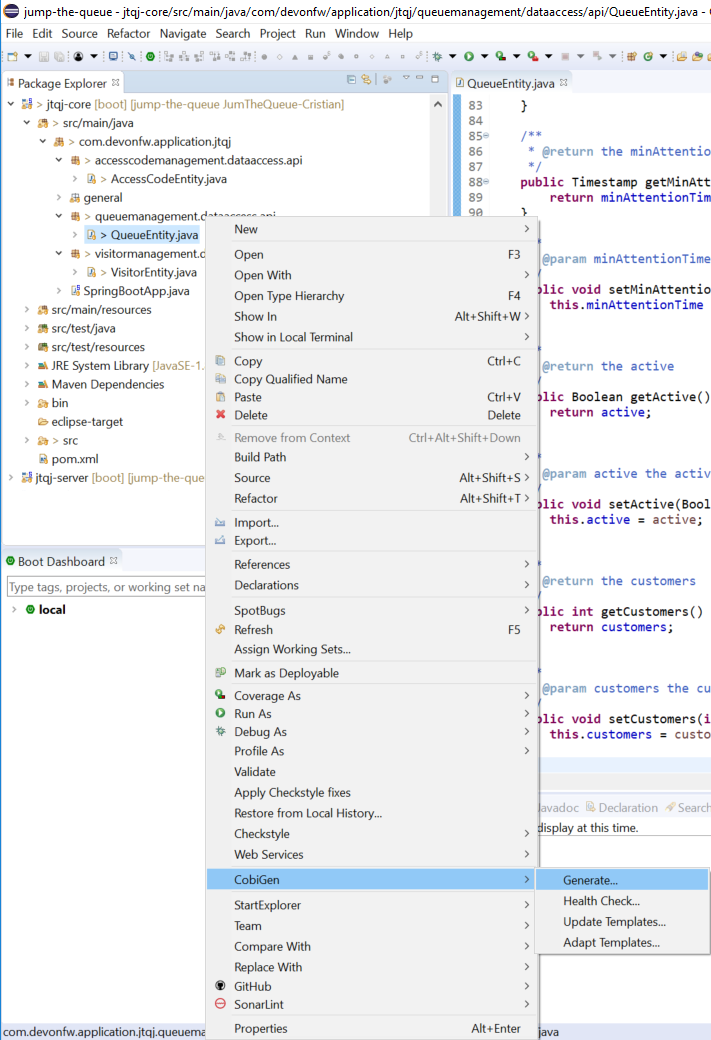 jump-the-queue - jtqj-core/src/main/java/com/devonfw/application/jtqj/queuemanagement/dataaccess/api/QueueEntity.java -
File Edit Source Refactor Navigate Search Project Run Window Help
Package Explorer
> jtqj-core [boot] [jump-the-queue JumTheQueue-Cristian]
> src/main/java
> com.devonfw.application.jtqj
> accesscodemanagement.dataaccess.api
> AccessCodeEntity.java
general
> queuemanagement.dataaccess.api
> QueueEntity.java
> visitormanagement.d
> VisitorEntity.java
SpringBootApp.java
src/main/resources
src/test/java
src/test/resources
JRE System Library [JavaSE-1.
Maven Dependencies
bin
eclipse-target
> src
pom.xml
jtqj-server [boot] [jump-the-que
Boot Dashboard
Type tags, projects, or working set na
local
QueueEntity.java
83 }
84
85 /**
86 * @return the minAttentio
87 */
88 public Timestamp getMinAtt
89 return minAttentionTim
90 }
*
@param minAttentionTime
/
blic void setMinAttentio
this.minAttentionTime
*
@return the active
/
blic Boolean getActive()
return active;
*
@param active the activ
/
blic void setActive(Bool
this.active = active;
*
@return the customers
/
blic int getCustomers()
return customers;
*
@param customers the cu
/
blic void setCustomers(i
this.customers = custo
Javadoc Declaration Search
display at this time.
New
Open F3
Open With
Open Type Hierarchy F4
Show In Alt+Shift+W
Show in Local Terminal
Copy Ctrl+C
Copy Qualified Name
Paste Ctrl+V
Delete Delete
Remove from Context Ctrl+Alt+Shift+Down
Build Path
Source Alt+Shift+S
Refactor Alt+Shift+T
Import...
Export...
References
Declarations
SpotBugs
Refresh F5
Assign Working Sets...
Mark as Deployable
Coverage As
Run As
Debug As
Profile As
Validate
Apply Checkstyle fixes
Restore from Local History...
Checkstyle
Web Services
CobiGen
StartExplorer
Team
Compare With
Replace With
GitHub
SonarLint
Properties Alt+Enter
Generate...
Health Check...
Update Templates...
Adapt Templates...
com.devonfw.application.jtqj.queuema
java